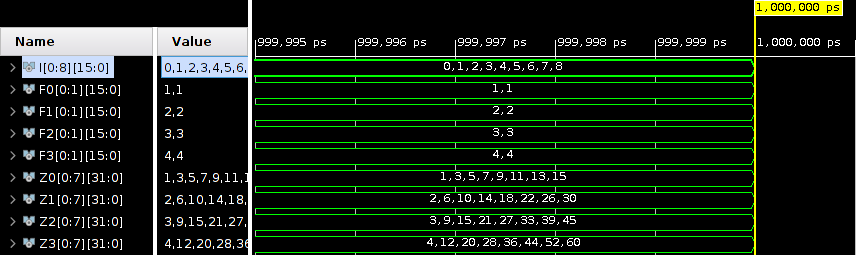 1,000,000 ps
Name Value 999,995 ps 999,996 ps 999,997 ps 999,998 ps 999,999 ps 1,000,000 ps
I[0:8][15:0] 0,1,2,3,4,5,6, 0,1,2,3,4,5,6,7,8
F0[0:1][15:0] 1,1 1,1
F1[0:1][15:0] 2,2 2,2
F2[0:1][15:0] 3,3 3,3
F3[0:1][15:0] 4,4 4,4
Z0[0:7][31:0] 1,3,5,7,9,11,1 1,3,5,7,9,11,13,15
Z1[0:7][31:0] 2,6,10,14,18, 2,6,10,14,18,22,26,30
Z2[0:7][31:0] 3,9,15,21,27, 3,9,15,21,27,33,39,45
Z3[0:7][31:0] 4,12,20,28,36 4,12,20,28,36,44,52,60